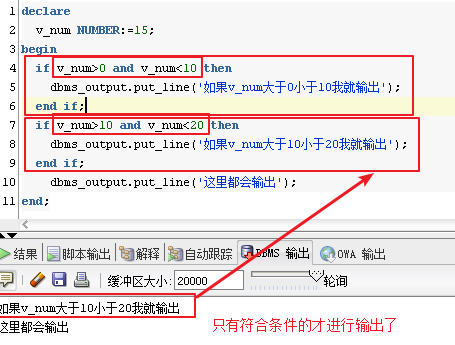 1 declare
2 v_num NUMBER:=15;
3 begin
4 if v_num>0 and v_num<10 then
5 dbms_output.put_line('如果v_num大于0小于10我就输出');
6 end if;
7 if v_num>10 and v_num<20 then
8 dbms_output.put_line('如果v_num大于10小于20我就输出');
9 end if;
10 dbms_output.put_line('这里都会输出');
11 end;
结果 脚本输出 解释 自动跟踪 DBMS 输出 OWA 输出
缓冲区大小: 20000 轮询
如果v_num大于10小于20我就输出
这里都会输出
只有符合条件的才进行输出了